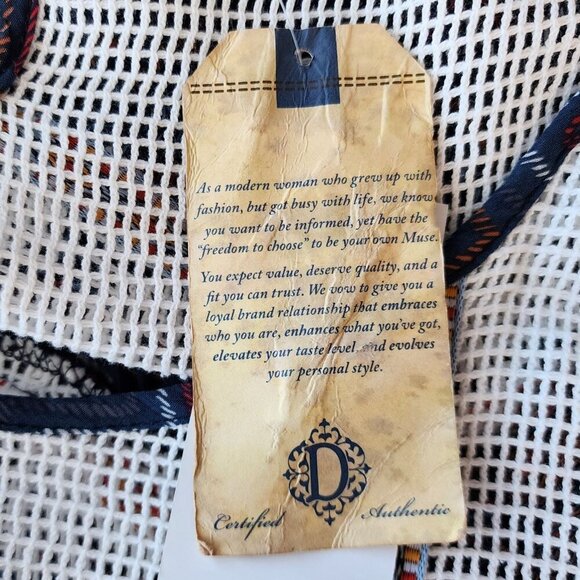 As a modern woman who grew up with
fashion, but got busy with life, we know
you want to be informed, yet have the
"freedom to choose" to be your own Muse.
You expect value, deserve quality, and a
fit you can trust. We vow to give you a
loyal brand relationship that embraces
who you are, enhances what you've got,
elevates your taste level and evolves
your personal style.
D
Certified Authentic